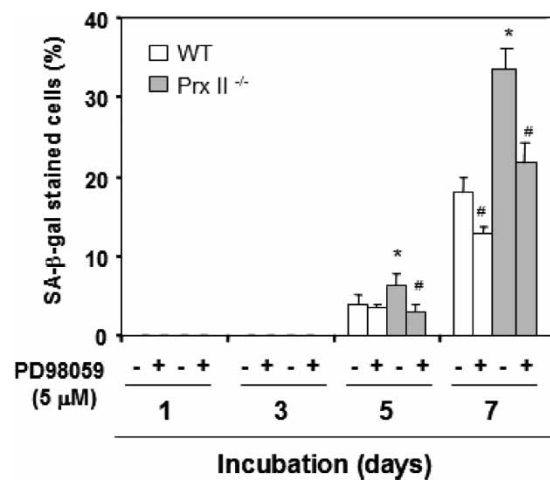 SA-β-gal stained cells (%)
40
30
20
10
0
WT
Prx II -/-
*
#
*
#
*
#
PD98059
(5 μM)
- + - + - + - + - + - + - + - +
1 3 5 7
Incubation (days)